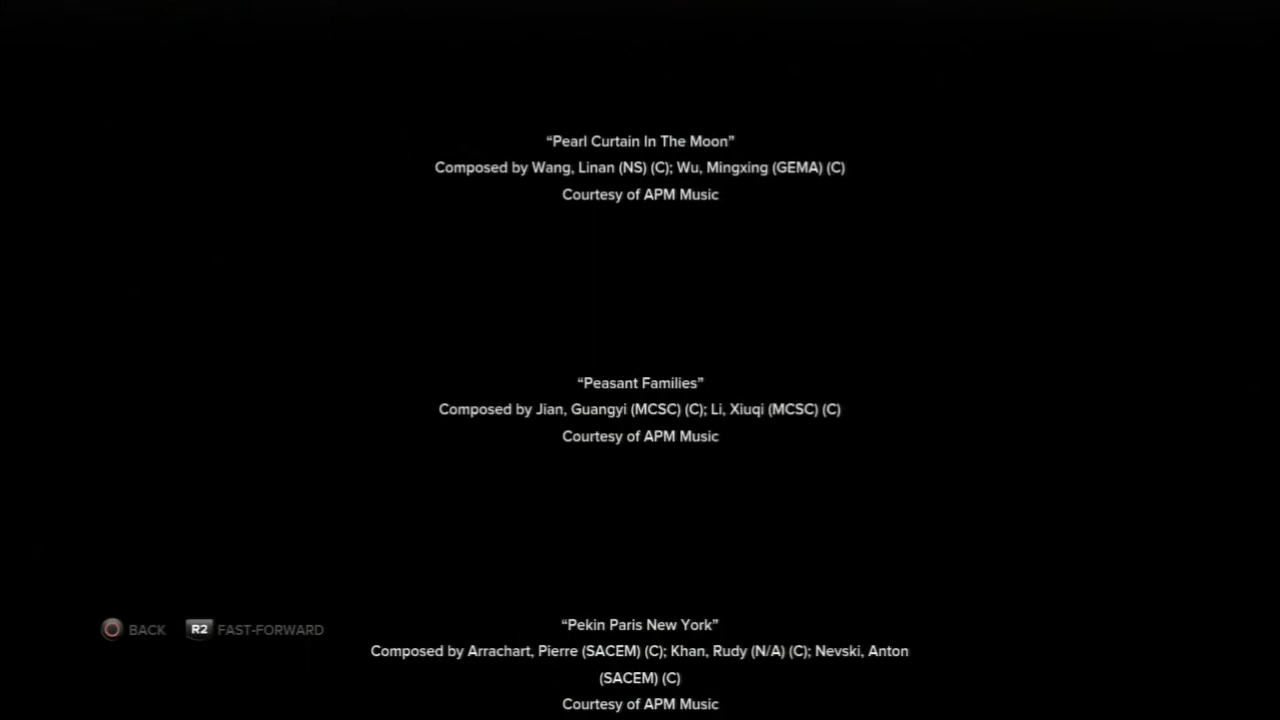 “Pearl Curtain In The Moon”
Composed by Wang, Linan (NS) (C); Wu, Mingxing (GEMA) (C)
Courtesy of APM Music
“Peasant Families”
Composed by Jian, Guangyi (MCSC) (C); Li, Xiuqi (MCSC) (C)
Courtesy of APM Music
BACK R2 FAST-FORWARD
“Pekin Paris New York”
Composed by Arrachart, Pierre (SACEM) (C); Khan, Rudy (N/A) (C); Nevski, Anton
(SACEM) (C)
Courtesy of APM Music